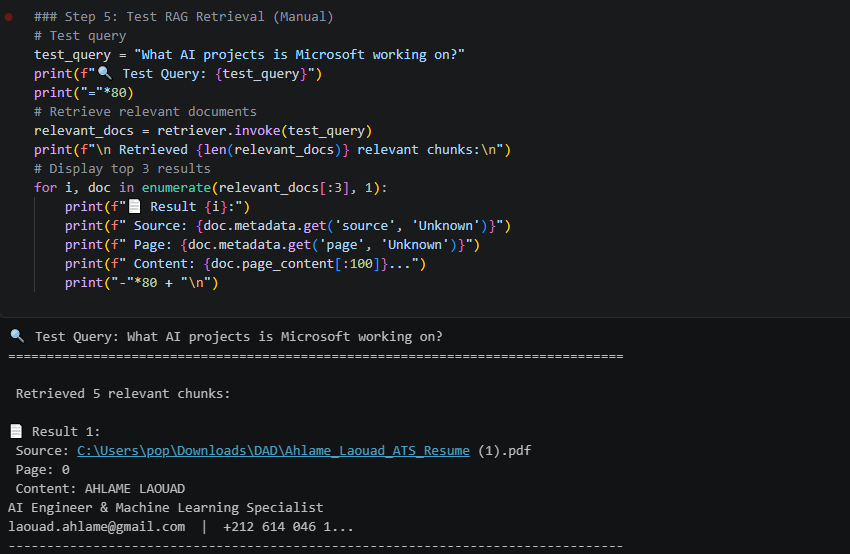 ### Step 5: Test RAG Retrieval (Manual)
# Test query
test_query = "What AI projects is Microsoft working on?"
print(f"🔍 Test Query: {test_query}")
print("="*80)
# Retrieve relevant documents
relevant_docs = retriever.invoke(test_query)
print(f"\n Retrieved {len(relevant_docs)} relevant chunks:\n")
# Display top 3 results
for i, doc in enumerate(relevant_docs[:3], 1):
    print(f"📄 Result {i}:")
    print(f" Source: {doc.metadata.get('source', 'Unknown')}")
    print(f" Page: {doc.metadata.get('page', 'Unknown')}")
    print(f" Content: {doc.page_content[:100]}...")
    print("-"*80 + "\n")
🔍 Test Query: What AI projects is Microsoft working on?
================================================================================
 Retrieved 5 relevant chunks:
📄 Result 1:
 Source: C:\Users\pop\Downloads\DAD\Ahlame_Laouad_ATS_Resume (1).pdf
 Page: 0
 Content: AHLAME LAOUAD
AI Engineer & Machine Learning Specialist
laouad.ahlame@gmail.com  |  +212 614 046 1...
--------------------------------------------------------------------------------